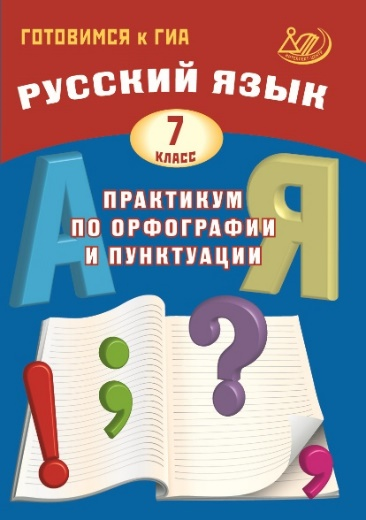 ГОТОВИМСЯ К ГИА
РУССКИЙ ЯЗЫК
7
КЛАСС
А Я
ПРАКТИКУМ
ПО ОРФОГРАФИИ
И ПУНКТУАЦИИ
! ; ? ,